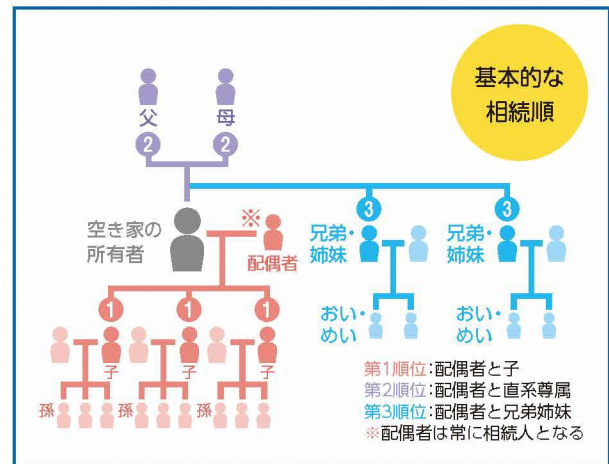 基本的な
相続順
父
母
2
2
3
3
空き家の
所有者
※
配偶者
兄弟・
姉妹
兄弟・
姉妹
1
1
1
おい・
めい
おい・
めい
子
子
子
孫
孫
孫
第1順位:配偶者と子
第2順位:配偶者と直系尊属
第3順位:配偶者と兄弟姉妹
※配偶者は常に相続人となる